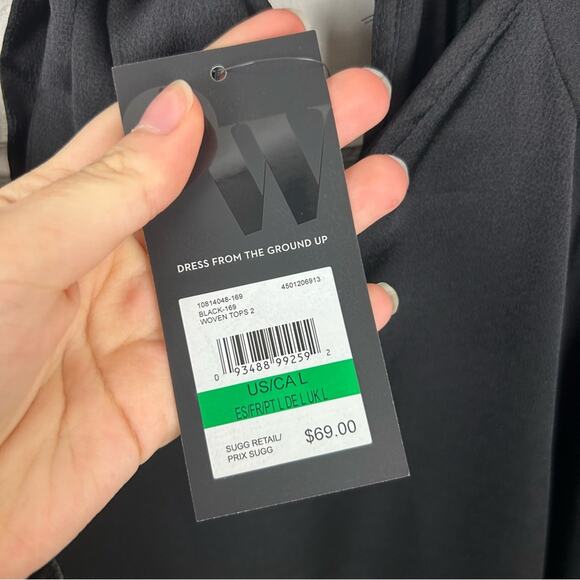 W
DRESS FROM THE GROUND UP
10814048-169 4501206913
BLACK-169
WOVEN TOPS 2
0 93488 99259 2
US/CA L
ES/FR/PT L DE L UK L
SUGG RETAIL/ $69.00
PRIX SUGG